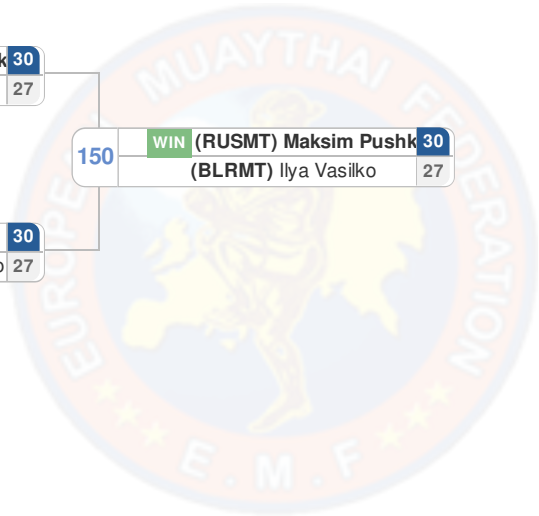 k 30
27
WIN (RUSMT) Maksim Pushk 30
150
(BLRMT) Ilya Vasilko 27
30
o 27
EUROPEAN MUAYTHAI FEDERATION
E.M.F